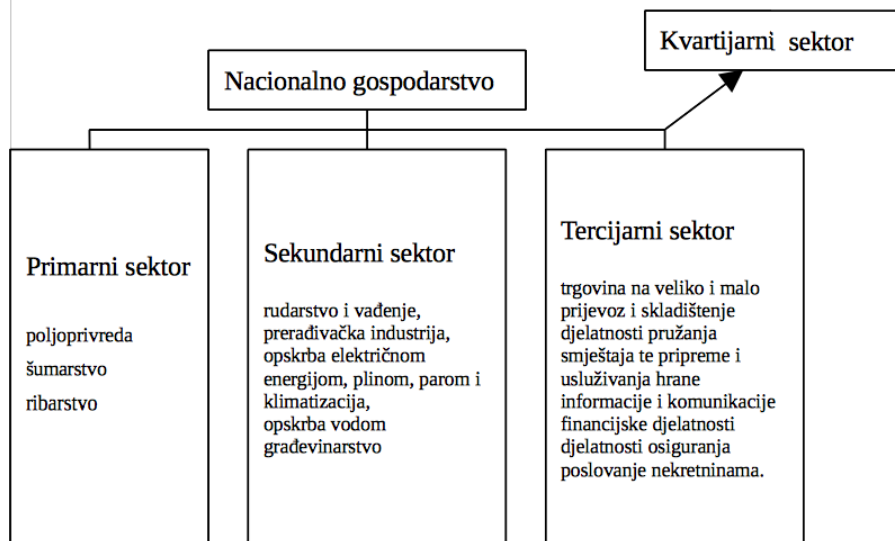 Kvartijarni sektor
Nacionalno gospodarstvo
Primarni sektor
poljoprivreda
šumarstvo
ribarstvo
Sekundarni sektor
rudarstvo i vađenje,
prerađivačka industrija,
opskrba električnom
energijom, plinom, parom i
klimatizacija,
opskrba vodom
građevinarstvo
Tercijarni sektor
trgovina na veliko i malo
prijevoz i skladištenje
djelatnosti pružanja
smještaja te pripreme i
usluživanja hrane
informacije i komunikacije
financijske djelatnosti
djelatnosti osiguranja
poslovanje nekretninama.